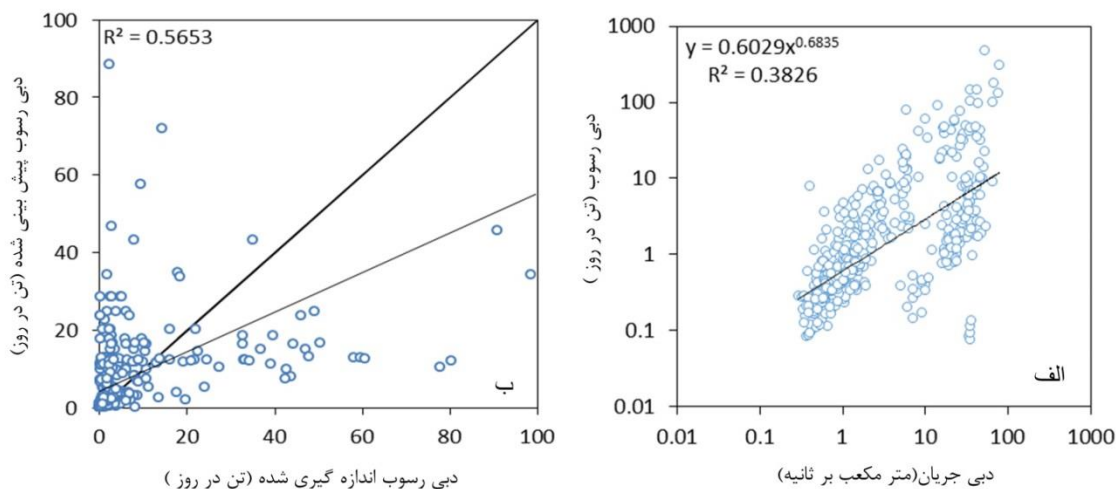 100
80
60
40
20
0
R² = 0.5653
دبی رسوب پیش بینی شده (تن در روز)
ب
0 20 40 60 80 100
دبی رسوب اندازه گیری شده (تن در روز )
1000
100
10
1
0.1
0.01
y = 0.6029x^0.6835
R² = 0.3826
دبی رسوب (تن در روز )
الف
0.01 0.1 1 10 100 1000
دبی جریان(متر مکعب بر ثانیه)